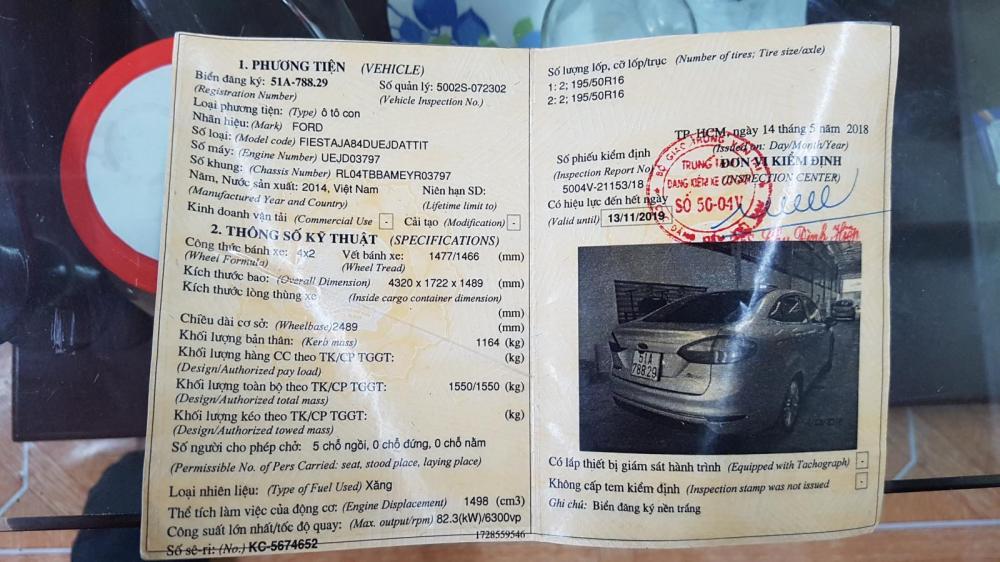 1. PHƯƠNG TIỆN (VEHICLE)
Biển đăng ký: 51A-788.29 Số quản lý: 5002S-072302
(Registration Number) (Vehicle Inspection No.)
Loại phương tiện: (Type) ô tô con
Nhãn hiệu: (Mark) FORD
Số loại: (Model code) FIESTAJA84DUEJDATTIT
Số máy: (Engine Number) UEJD03797
Số khung: (Chassis Number) RL04TBBAMEYR03797
Năm, Nước sản xuất: 2014, Việt Nam Niên hạn SD:
(Manufactured Year and Country) (Lifetime limit to)
Kinh doanh vận tải (Commercial Use) - Cải tạo (Modification) -
2. THÔNG SỐ KỸ THUẬT (SPECIFICATIONS)
Công thức bánh xe: 4x2 Vết bánh xe: 1477/1466 (mm)
(Wheel Formula) (Wheel Tread)
Kích thước bao: (Overall Dimension) 4320 x 1722 x 1489 (mm)
Kích thước lòng thùng xe (Inside cargo container dimension)
(mm)
Chiều dài cơ sở: (Wheelbase) 2489 (mm)
Khối lượng bản thân: (Kerb mass) 1164 (kg)
Khối lượng hàng CC theo TK/CP TGGT: (kg)
(Design/Authorized pay load)
Khối lượng toàn bộ theo TK/CP TGGT: 1550/1550 (kg)
(Design/Authorized total mass)
Khối lượng kéo theo TK/CP TGGT: (kg)
(Design/Authorized towed mass)
Số người cho phép chở: 5 chỗ ngồi, 0 chỗ đứng, 0 chỗ nằm
(Permissible No. of Pers Carried: seat, stood place, laying place)
Loại nhiên liệu: (Type of Fuel Used) Xăng
Thể tích làm việc của động cơ: (Engine Displacement) 1498 (cm3)
Công suất lớn nhất/tốc độ quay: (Max. output/rpm) 82.3(kW)/6300vp
1728559546
Số sê-ri: (No.) KC-5674652
Số lượng lốp, cỡ lốp/trục (Number of tires; Tire size/axle)
1: 2; 195/50R16
2: 2; 195/50R16
TP. HCM, ngày 14 tháng 5 năm 2018
(Issued on: Day/Month/Year)
Số phiếu kiểm định ĐƠN VỊ KIỂM ĐỊNH
(Inspection Report No) (INSPECTION CENTER)
5004V-21153/18
Có hiệu lực đến hết ngày
(Valid until) 13/11/2019
TRUNG TÂM
ĐĂNG KIỂM XE CƠ GIỚI
SỐ 50-04V
51A
788.29
Có lắp thiết bị giám sát hành trình (Equipped with Tachograph) -
Không cấp tem kiểm định (Inspection stamp was not issued -
Ghi chú: Biển đăng ký nền trắng